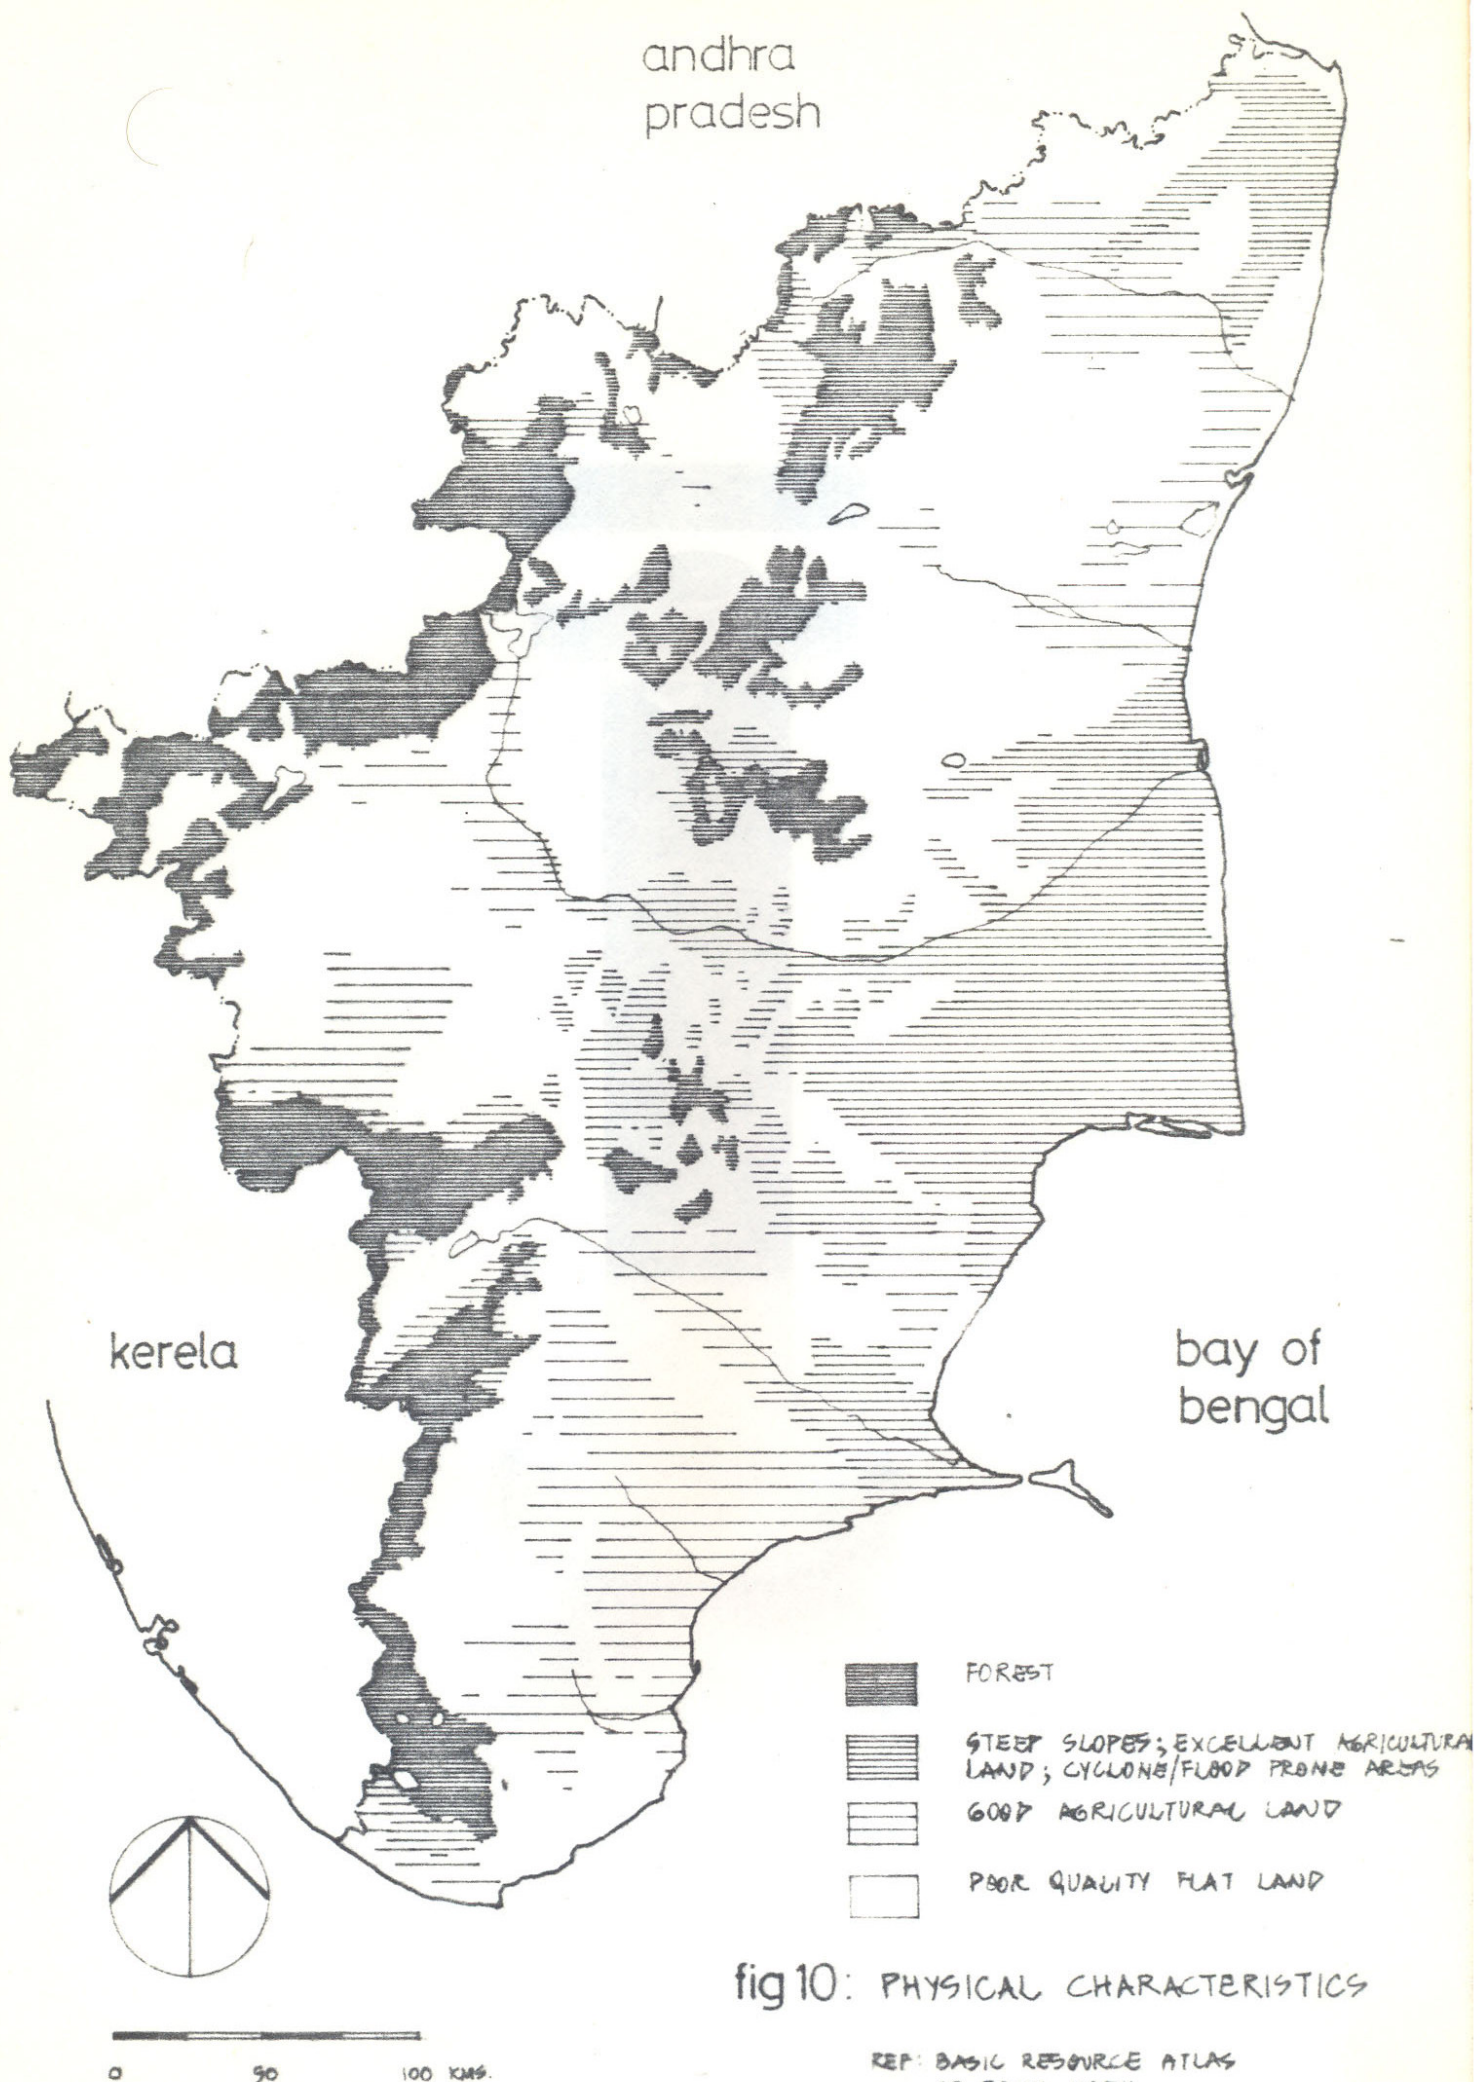 andhra
pradesh
kerela
bay of
bengal
FOREST
STEEP SLOPES; EXCELLENT AGRICULTURAL
LAND; CYCLONE/FLOOD PRONE AREAS
GOOD AGRICULTURAL LAND
POOR QUALITY FLAT LAND
fig 10: PHYSICAL CHARACTERISTICS
0 50 100 KMS.
REF: BASIC RESOURCE ATLAS